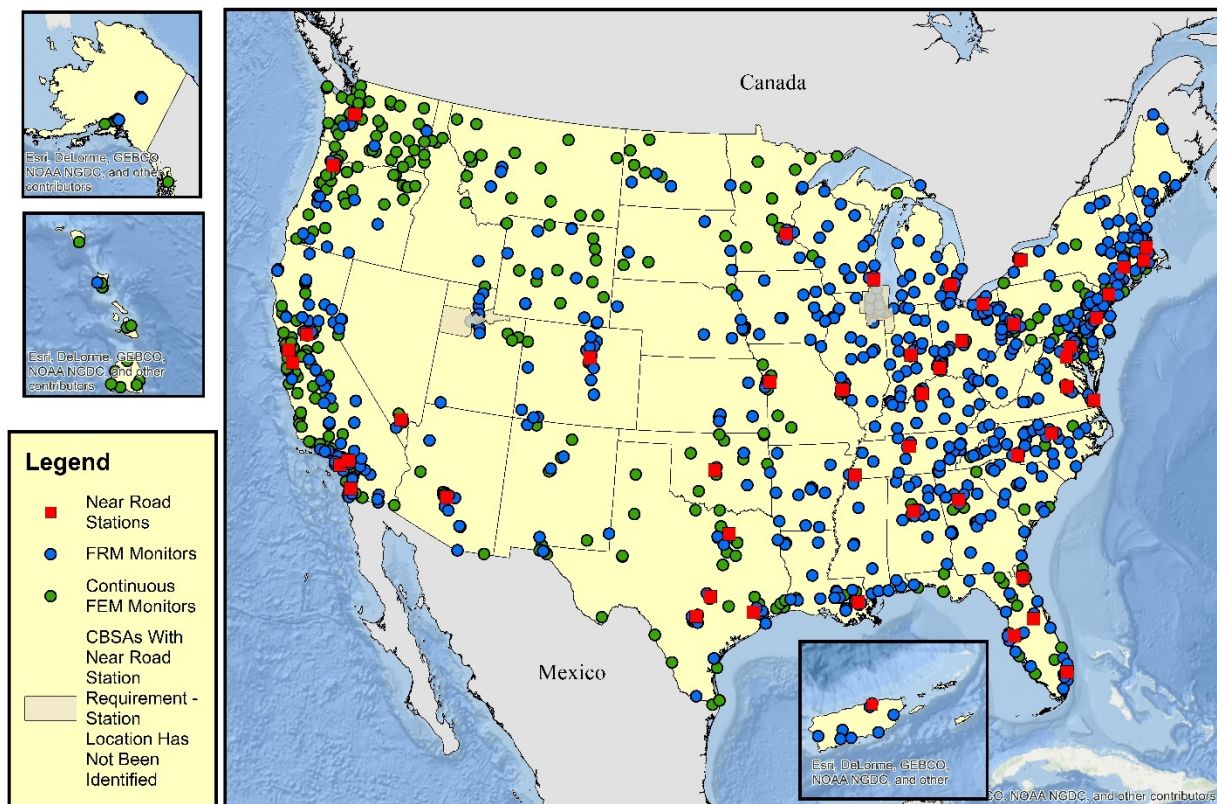 Canada
Esri, DeLorme, GEBCO,
NOAA NGDC, and other
contributors
Esri, DeLorme, GEBCO,
NOAA NGDC, and other
contributors
Legend
Near Road
Stations
FRM Monitors
Continuous
FEM Monitors
CBSAs With
Near Road
Station
Requirement -
Station
Location Has
Not Been
Identified
Mexico
Esri, DeLorme, GEBCO,
NOAA NGDC, and other
CO, NOAA NGDC, and other contributors